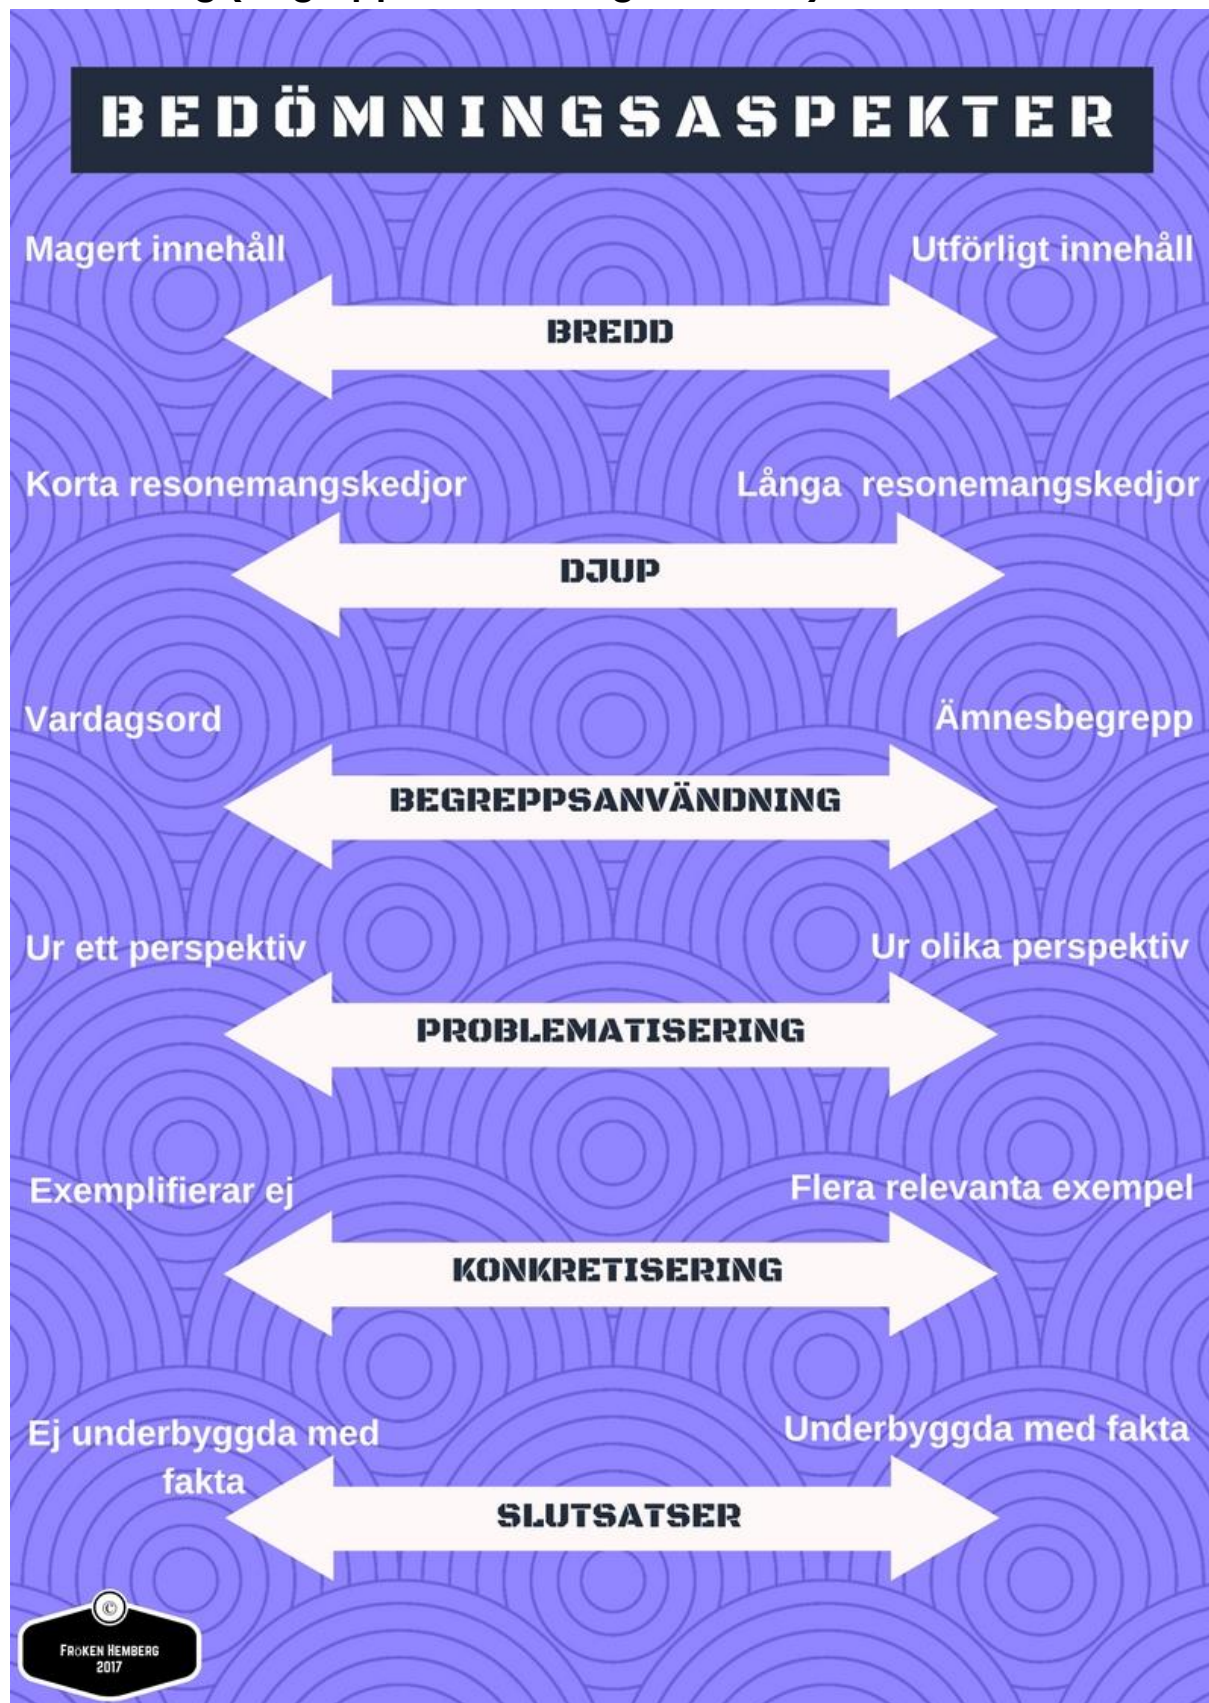 BEDÖMNINGSASPEKTER
Magert innehåll
Utförligt innehåll
BREDD
Korta resonemangskedjor
Långa resonemangskedjor
DJUP
Vardagsord
Ämnesbegrepp
BEGREPPSANVÄNDNING
Ur ett perspektiv
Ur olika perspektiv
PROBLEMATISERING
Exemplifierar ej
Flera relevanta exempel
KONKRETISERING
Ej underbyggda med
fakta
Underbyggda med fakta
SLUTSATSER
©
FRöKEN HEMBERG
2017